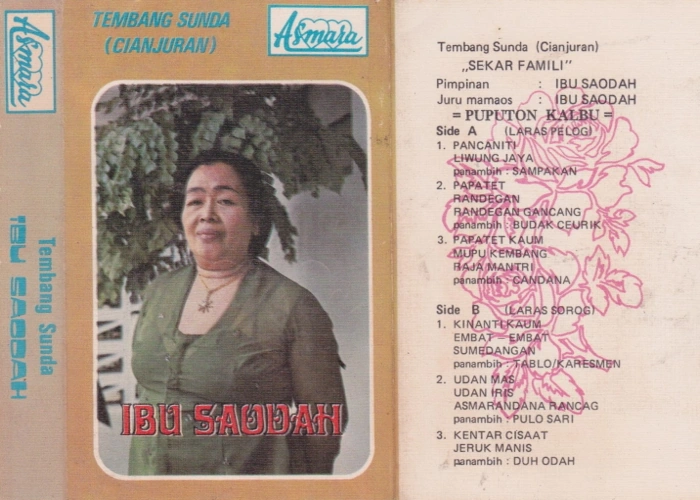 Asmara
Tembang Sunda
IBU SAODAH
TEMBANG SUNDA
(CIANJURAN)
Asmara
IBU SAODAH
Tembang Sunda (Cianjuran)
„SEKAR FAMILI”
Pimpinan : IBU SAODAH
Juru mamaos : IBU SAODAH
= PUPUTON KALBU =
Side A (LARAS PELOG)
1. PANCANITI
LIWUNG JAYA
panambih : SAMPAKAN
2. PAPATET
RANDEGAN
RANDEGAN GANCANG
panambih : BUDAK CEURIK
3. PAPATET KAUM
MUPU KEMBANG
RAJA MANTRI
panambih : CANDANA
Side B (LARAS SOROG)
1. KINANTI KAUM
EMBAT - EMBAT
SUMEDANGAN
panambih : TABLO/KARESMEN
2. UDAN MAS
UDAN IRIS
ASMARANDANA RANCAG
panambih : PULO SARI
3. KENTAR CISAAT
JERUK MANIS
panambih : DUH ODAH